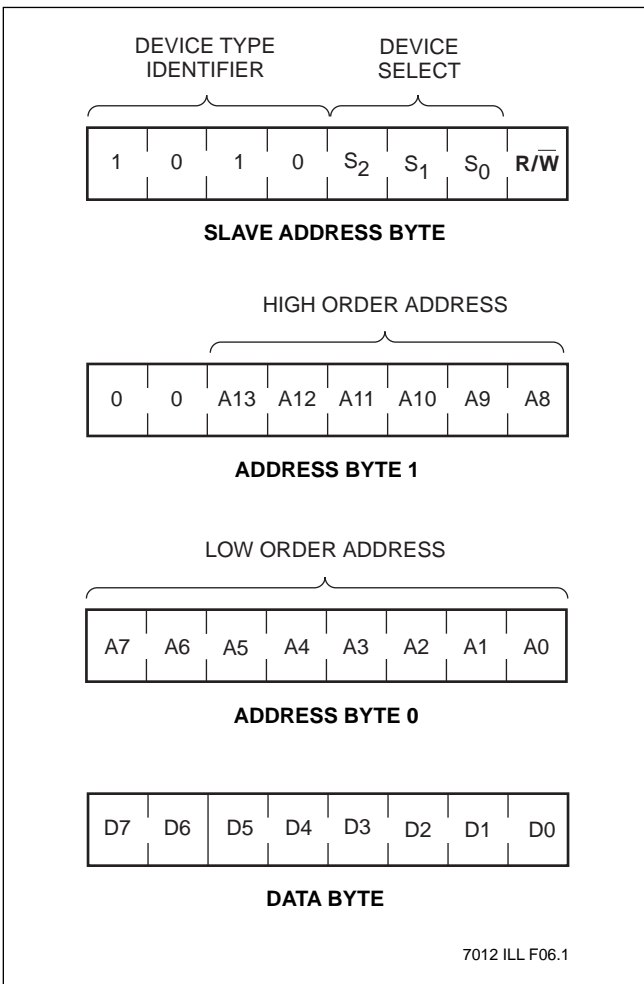 DEVICE TYPE
IDENTIFIER
DEVICE
SELECT
1 0 1 0 S2 S1 S0 R/W̅
SLAVE ADDRESS BYTE
HIGH ORDER ADDRESS
0 0 A13 A12 A11 A10 A9 A8
ADDRESS BYTE 1
LOW ORDER ADDRESS
A7 A6 A5 A4 A3 A2 A1 A0
ADDRESS BYTE 0
D7 D6 D5 D4 D3 D2 D1 D0
DATA BYTE
7012 ILL F06.1